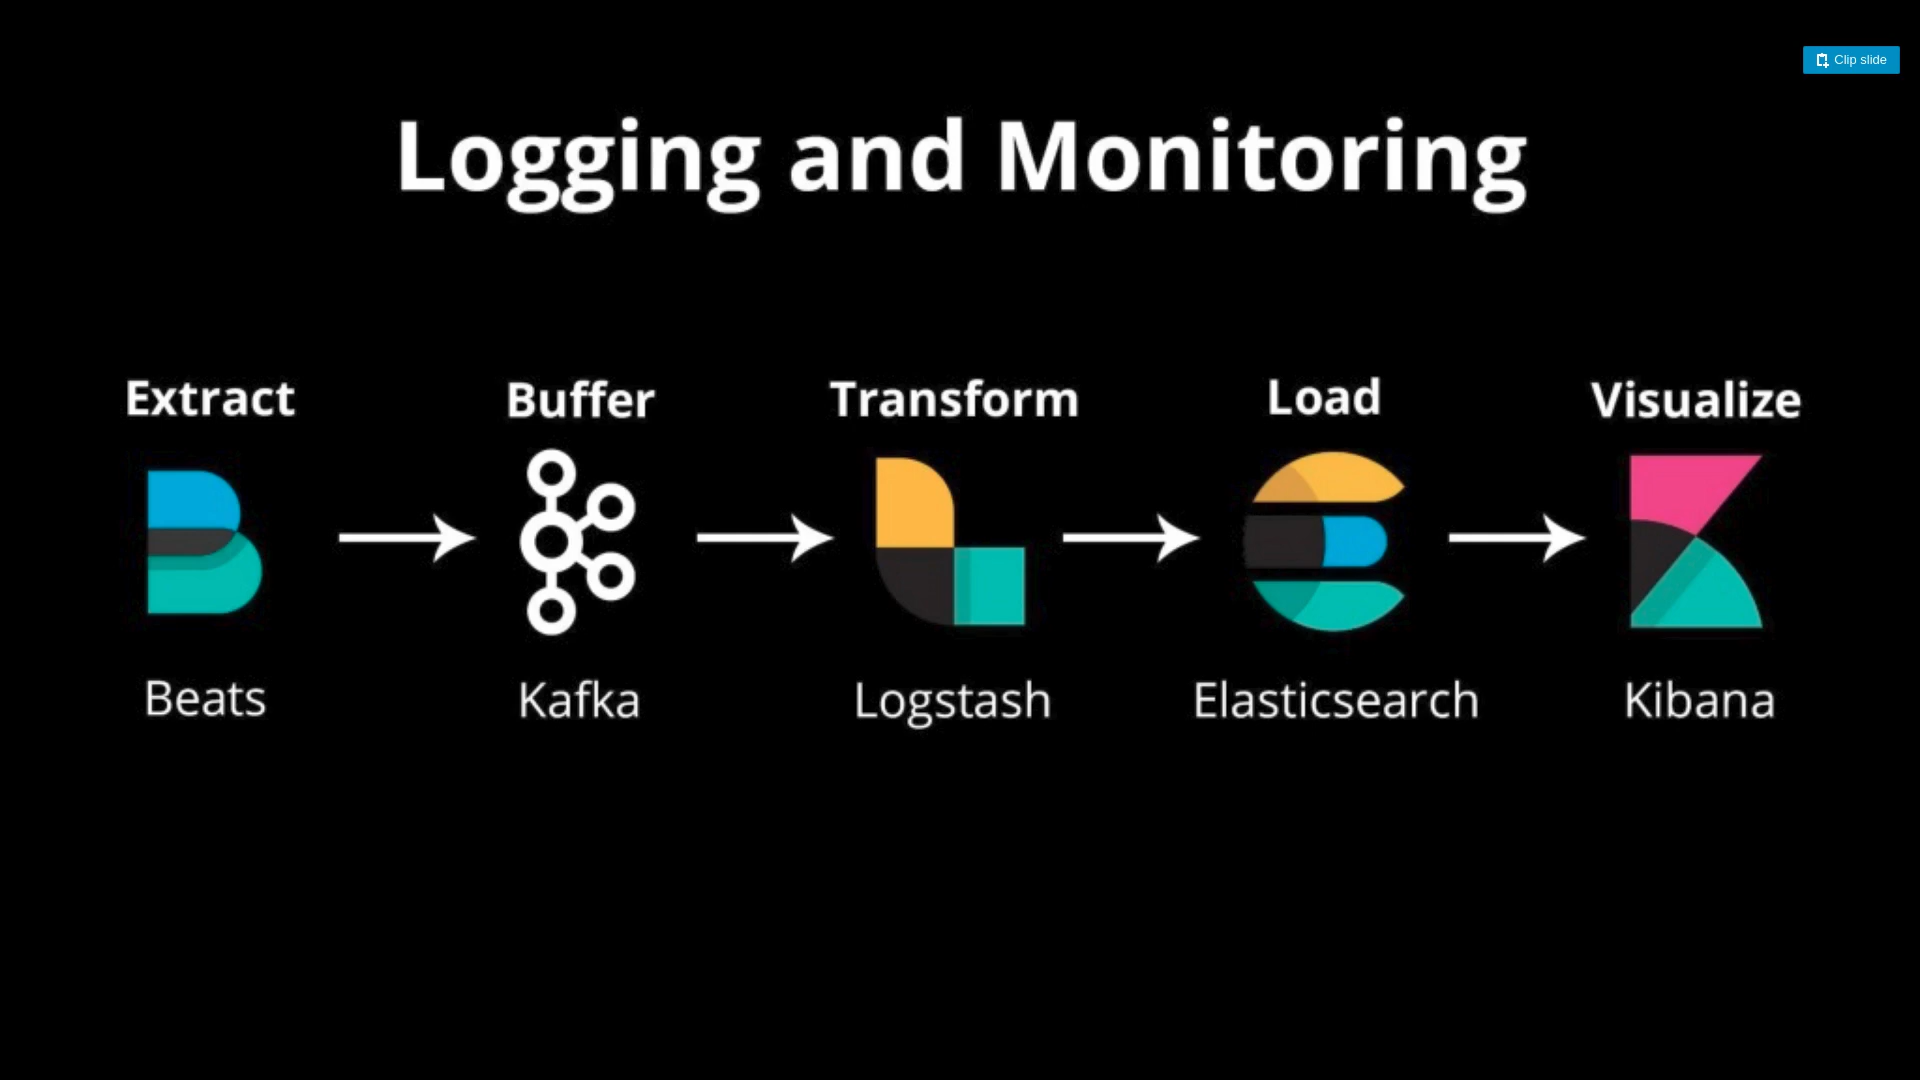 Clip slide
Logging and Monitoring
Extract Buffer Transform Load Visualize
Beats Kafka Logstash Elasticsearch Kibana